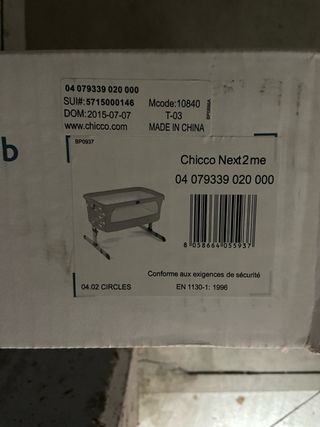 04 079339 020 000
SUI#: 5715000146
Mcode: 10840
DOM: 2015-07-07
T-03
www.chicco.com
MADE IN CHINA
b
BP0937
Chicco Next2me
04 079339 020 000
8 058664 055937
Conforme aux exigences de sécurité
04.02 CIRCLES
EN 1130-1: 1996